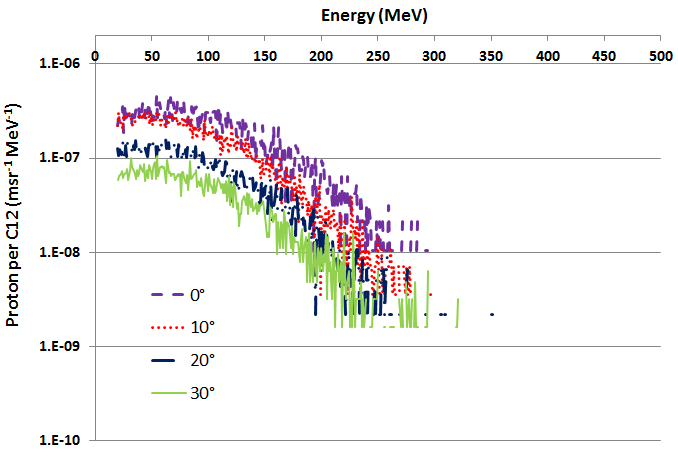 Energy (MeV)
0 50 100 150 200 250 300 350 400 450 500
1.E-06
1.E-07
1.E-08
1.E-09
1.E-10
Proton per C12 (msr⁻¹ MeV⁻¹)
0°
10°
20°
30°